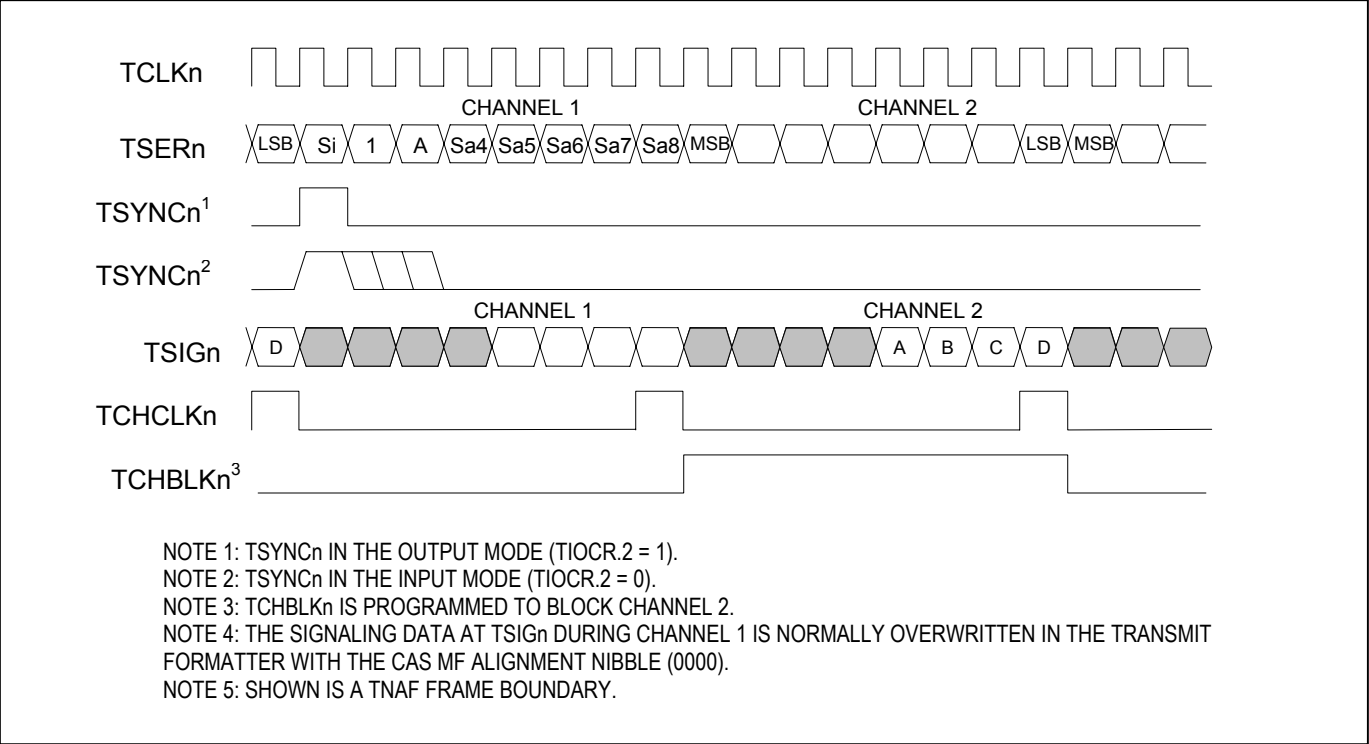 TCLKn
CHANNEL 1 CHANNEL 2
TSERn LSB Si 1 A Sa4 Sa5 Sa6 Sa7 Sa8 MSB LSB MSB
TSYNCn1
TSYNCn2
CHANNEL 1 CHANNEL 2
TSIGn D A B C D
TCHCLKn
TCHBLKn3
NOTE 1: TSYNCn IN THE OUTPUT MODE (TIOCR.2 = 1).
NOTE 2: TSYNCn IN THE INPUT MODE (TIOCR.2 = 0).
NOTE 3: TCHBLKn IS PROGRAMMED TO BLOCK CHANNEL 2.
NOTE 4: THE SIGNALING DATA AT TSIGn DURING CHANNEL 1 IS NORMALLY OVERWRITTEN IN THE TRANSMIT
FORMATTER WITH THE CAS MF ALIGNMENT NIBBLE (0000).
NOTE 5: SHOWN IS A TNAF FRAME BOUNDARY.